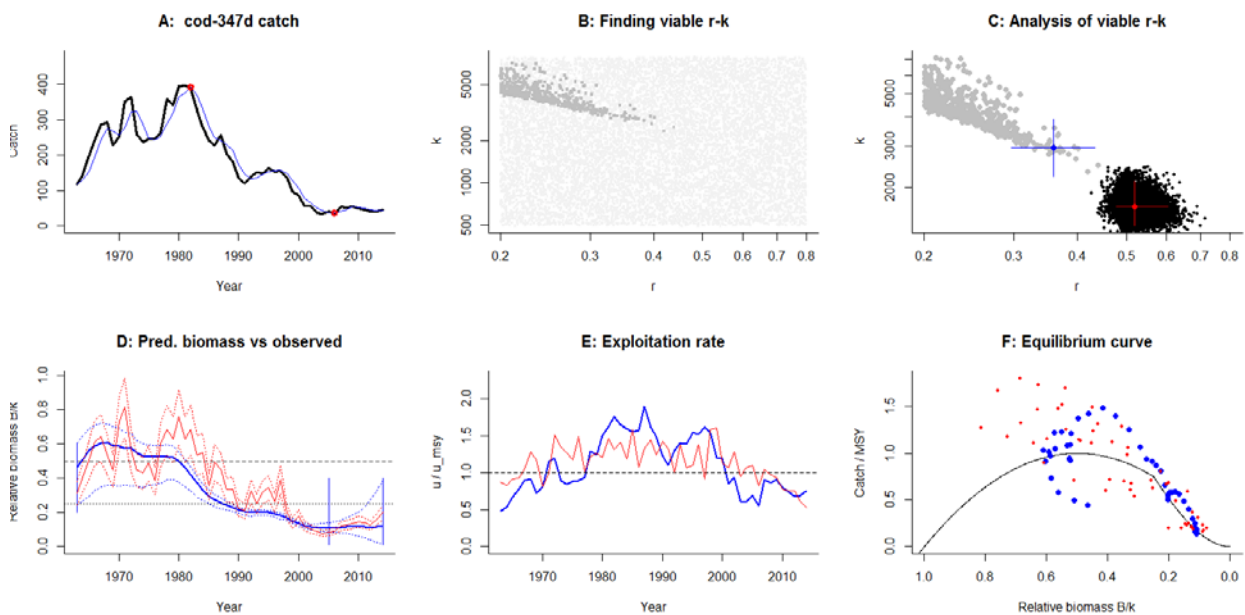 A: cod-347d catch
Catch
400
300
200
100
0
1970 1980 1990 2000 2010
Year
B: Finding viable r-k
k
5000
2000
1000
500
0.2 0.3 0.4 0.5 0.6 0.7 0.8
r
C: Analysis of viable r-k
k
5000
3000
2000
0.2 0.3 0.4 0.5 0.6 0.7 0.8
r
D: Pred. biomass vs observed
Relative biomass B/k
1.0
0.8
0.6
0.4
0.2
0.0
1970 1980 1990 2000 2010
Year
E: Exploitation rate
u / u_msy
2.0
1.5
1.0
0.5
0.0
1970 1980 1990 2000 2010
Year
F: Equilibrium curve
Catch / MSY
1.5
1.0
0.5
0.0
1.0 0.8 0.6 0.4 0.2 0.0
Relative biomass B/k